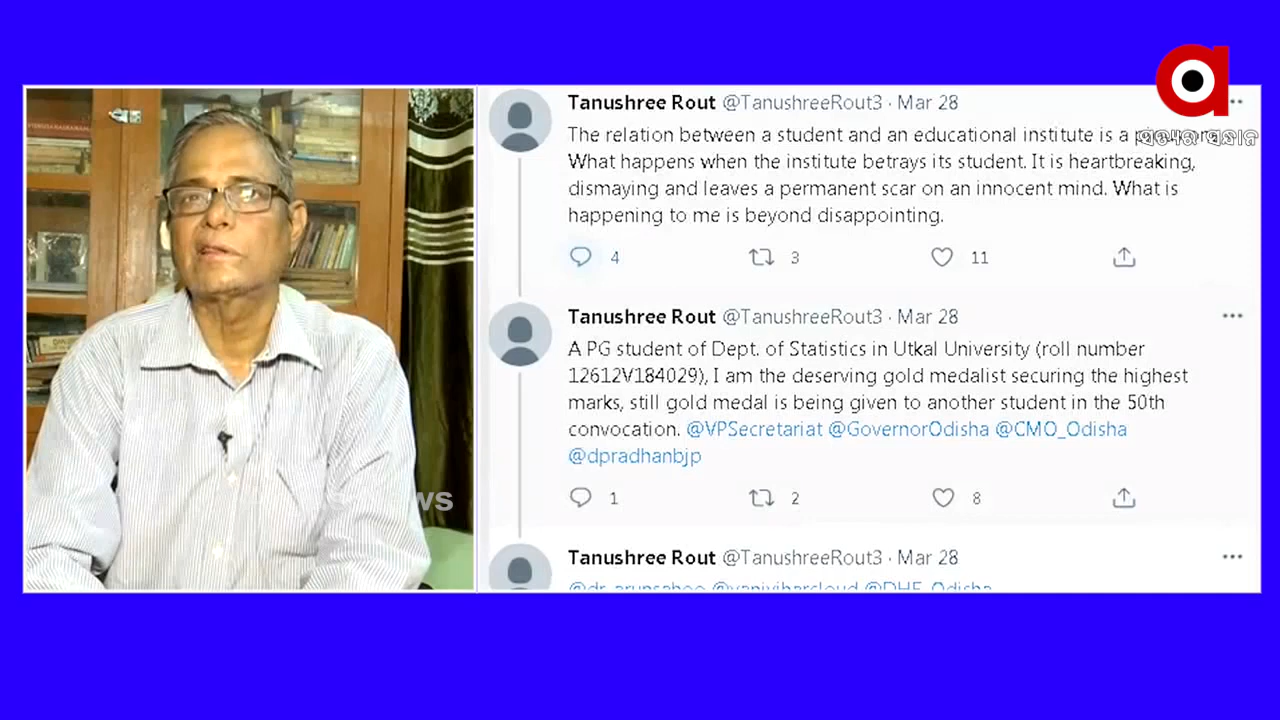 Tanushree Rout @TanushreeRout3 · Mar 28
The relation between a student and an educational institute is a
What happens when the institute betrays its student. It is heartbreaking,
dismaying and leaves a permanent scar on an innocent mind. What is
happening to me is beyond disappointing.
4 3 11
Tanushree Rout @TanushreeRout3 · Mar 28
A PG student of Dept. of Statistics in Utkal University (roll number
12612V184029), I am the deserving gold medalist securing the highest
marks, still gold medal is being given to another student in the 50th
convocation. @VPSecretariat @GovernorOdisha @CMO_Odisha
@dpradhanbjp
1 2 8
Tanushree Rout @TanushreeRout3 · Mar 28
@dr_arunsahoo @vaniviharcloud @DHE_Odisha